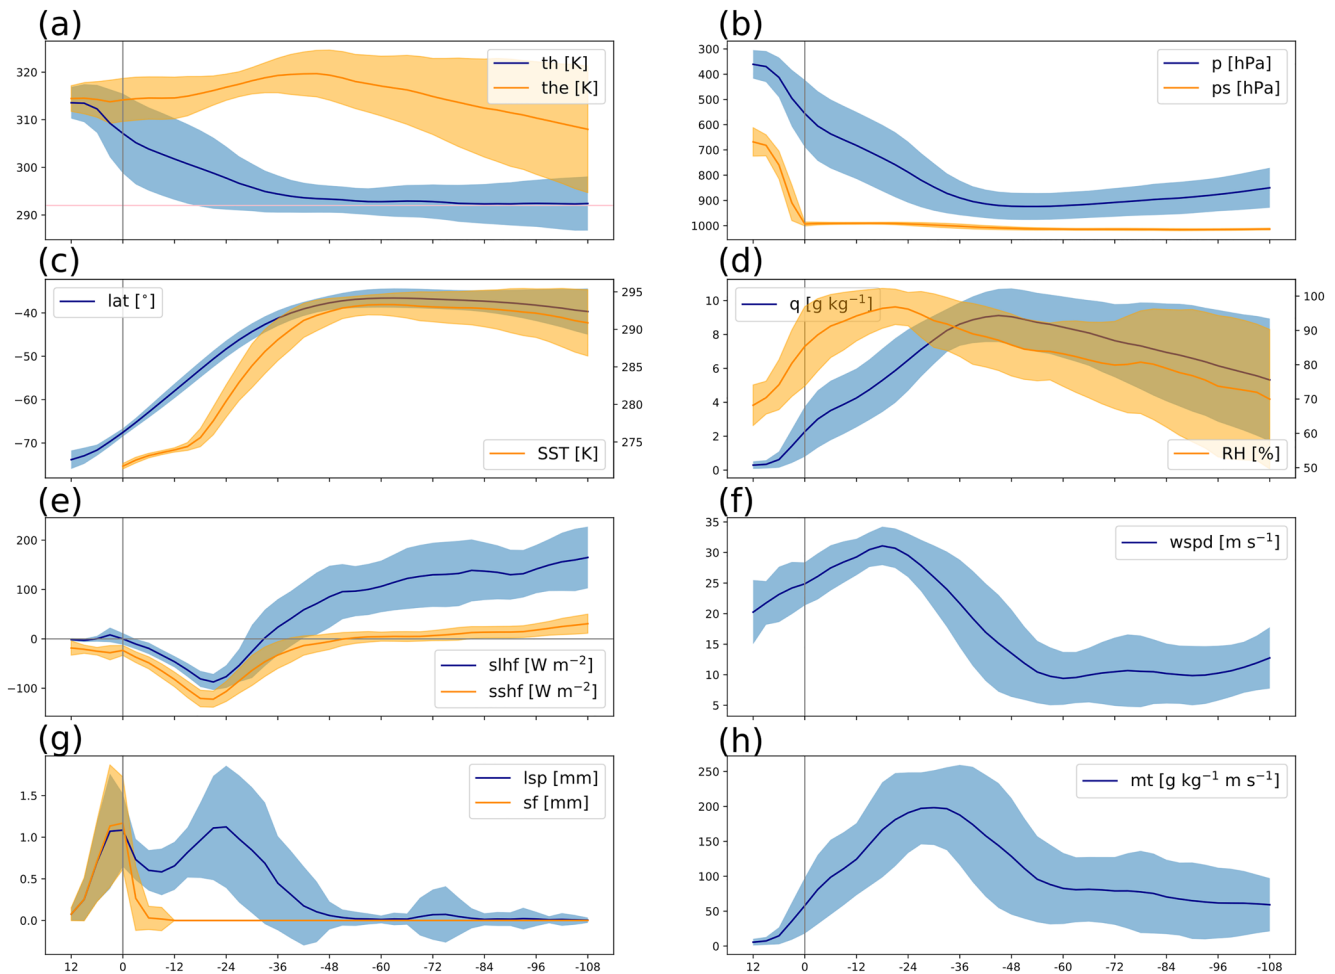 (a)
th [K]
the [K]
320
310
300
290
(b)
p [hPa]
ps [hPa]
300
400
500
600
700
800
900
1000
(c)
lat [°]
SST [K]
−40
−50
−60
−70
295
290
285
280
275
(d)
q [g kg⁻¹]
RH [%]
10
8
6
4
2
0
100
90
80
70
60
50
(e)
slhf [W m⁻²]
sshf [W m⁻²]
200
100
0
−100
(f)
wspd [m s⁻¹]
35
30
25
20
15
10
5
(g)
lsp [mm]
sf [mm]
1.5
1.0
0.5
0.0
12 0 -12 -24 -36 -48 -60 -72 -84 -96 -108
(h)
mt [g kg⁻¹ m s⁻¹]
250
200
150
100
50
0
12 0 -12 -24 -36 -48 -60 -72 -84 -96 -108